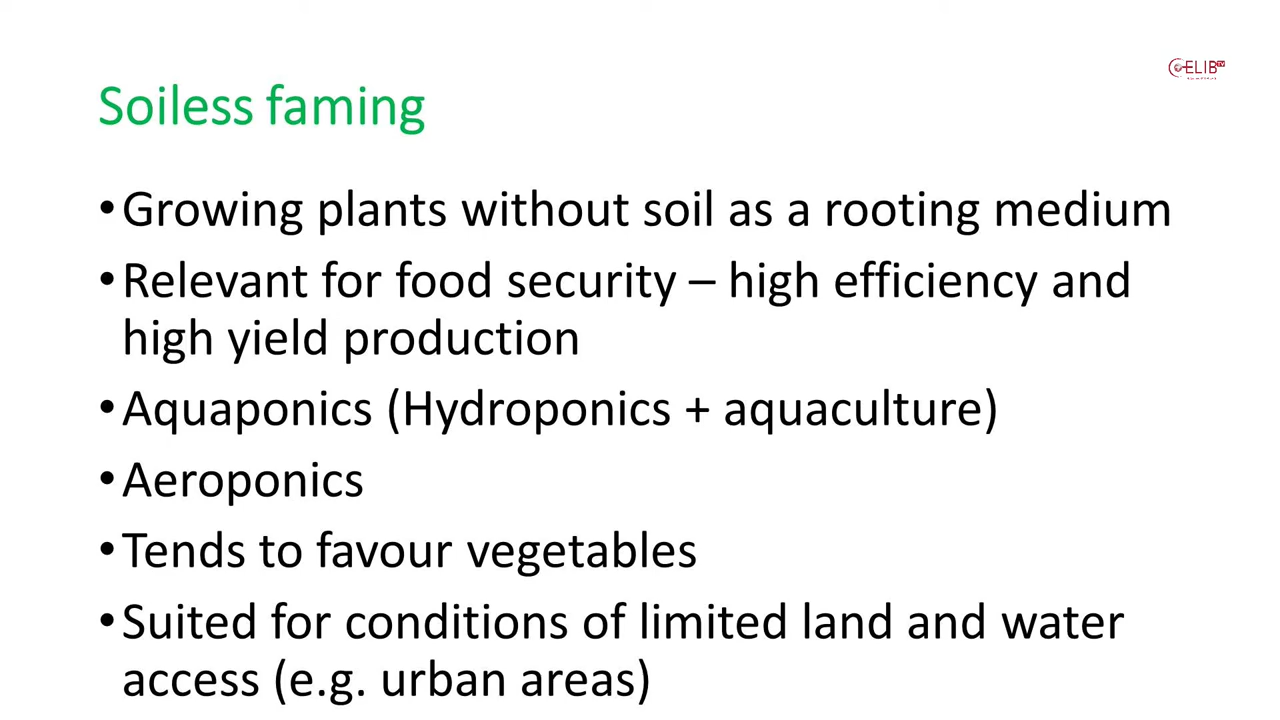 ELIB TV
Soiless faming
•Growing plants without soil as a rooting medium
•Relevant for food security – high efficiency and
high yield production
•Aquaponics (Hydroponics + aquaculture)
•Aeroponics
•Tends to favour vegetables
•Suited for conditions of limited land and water
access (e.g. urban areas)